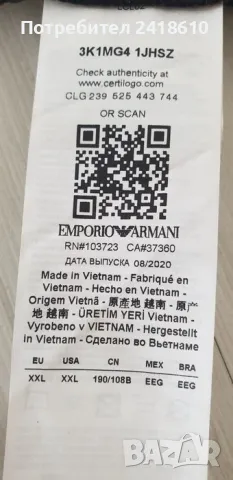 Потребител 2418610
3K1MG4 1JHSZ
Check authenticity at
www.certilogo.com
CLG 239 525 443 744
OR SCAN
EMPORIO ARMANI
RN#103723 CA#37360
ДАТА ВЫПУСКА 08/2020
Made in Vietnam - Fabriqué en
Vietnam - Hecho en Vietnam -
Origem Vietnã - 原產地 越南 - 原产
地 越南 - ÜRETİM YERİ Vietnam -
Vyrobeno v VIETNAM - Hergestellt
in Vietnam - Сделано во Вьетнаме
EU USA CN MEX BRA
XXL XXL 190/108B EEG EEG
BAZAR
bg